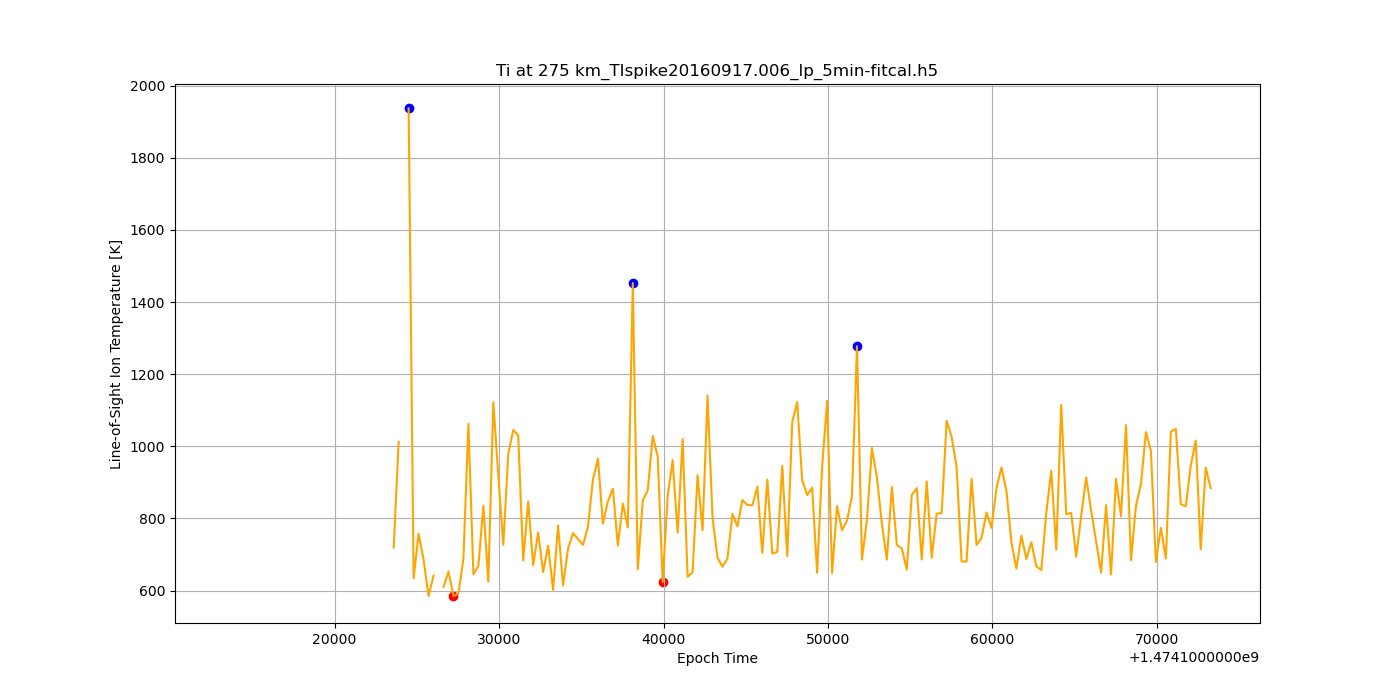 Ti at 275 km_TIspike20160917.006_lp_5min-fitcal.h5
Line-of-Sight Ion Temperature [K]
2000
1800
1600
1400
1200
1000
800
600
20000 30000 40000 50000 60000 70000
Epoch Time
+1.4741000000e9